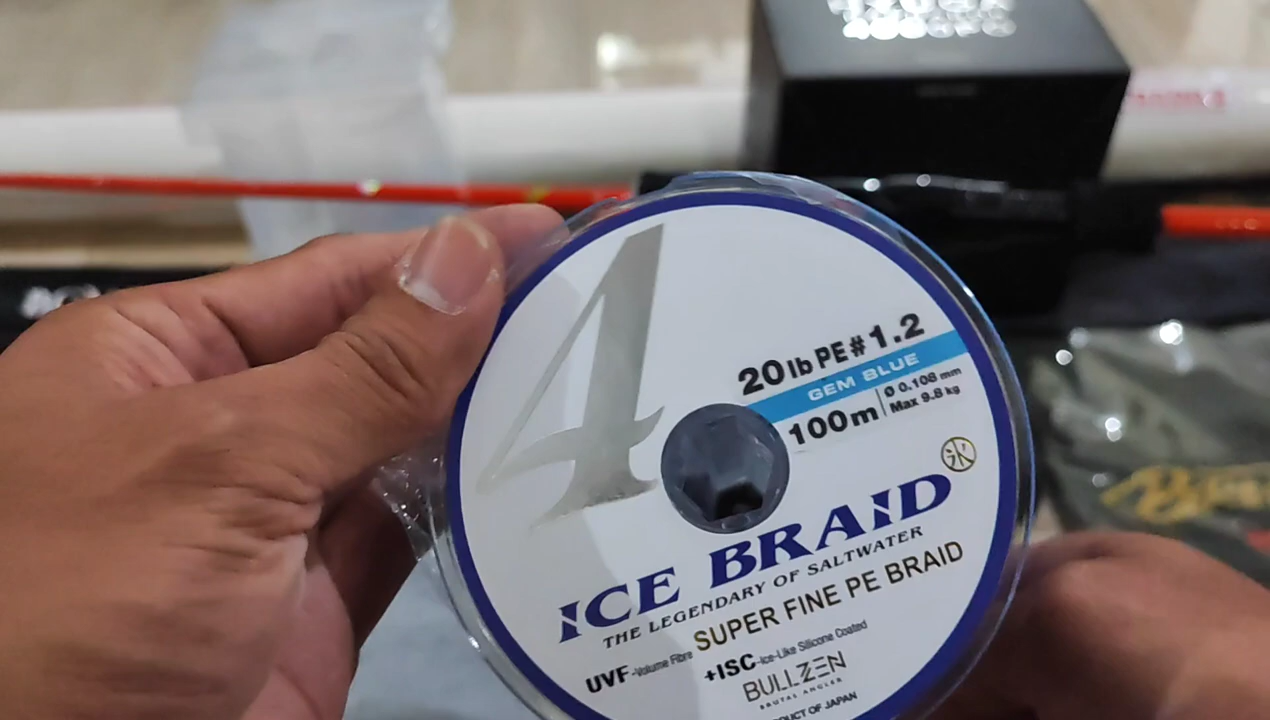 4
20lb PE#1.2
GEM BLUE
100m
Ø 0.108 mm
Max 9.8 kg
氷
ICE BRAID
THE LEGENDARY OF SALTWATER
SUPER FINE PE BRAID
UVF-Volume Fibre
+ISC-Ice-Like Silicone Coated
BULLZEN
BRUTAL ANGLER
PRODUCT OF JAPAN